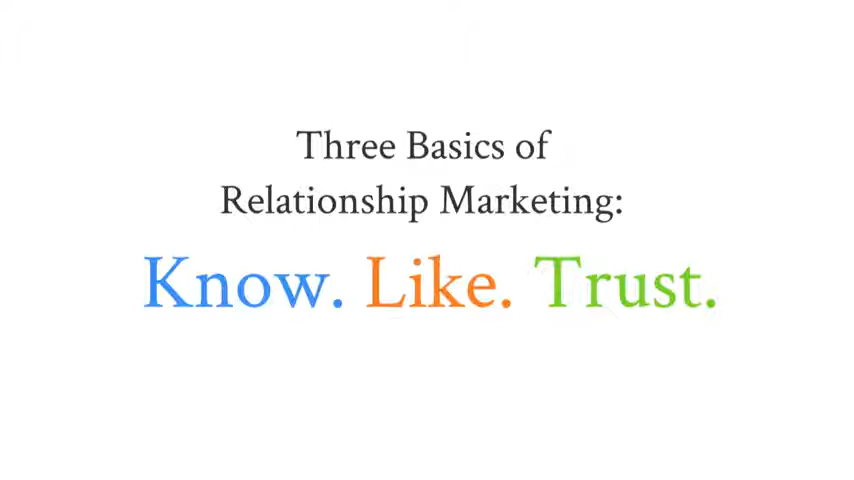 Three Basics of
Relationship Marketing:
Know. Like. Trust.